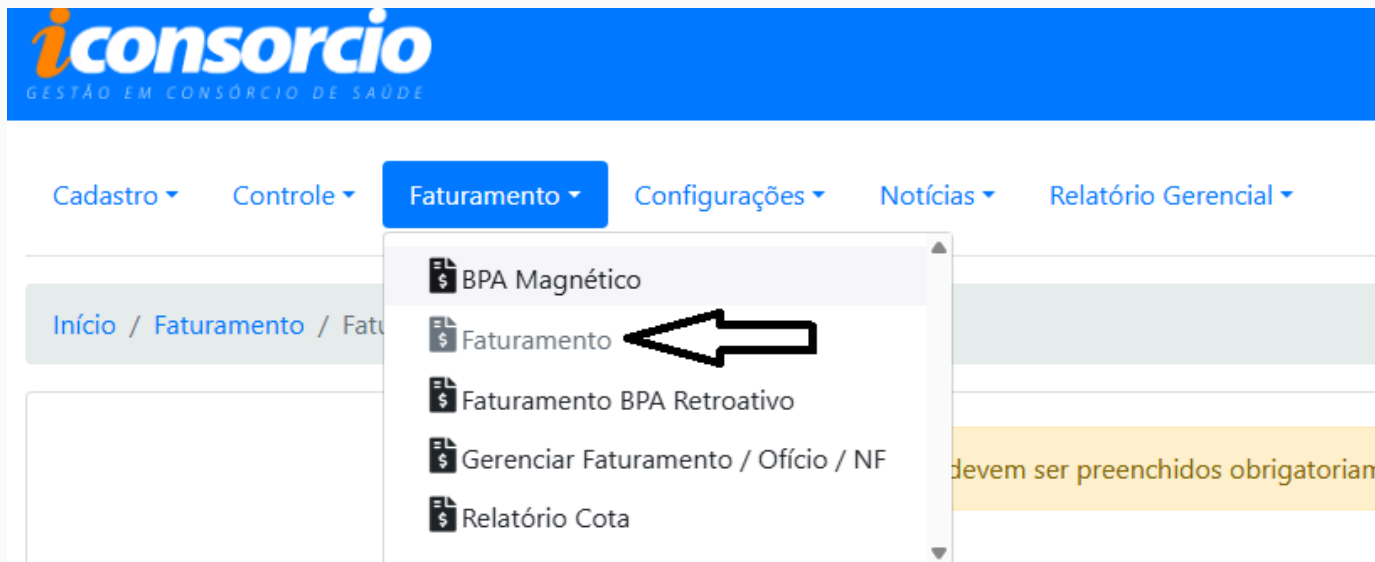 iconsorcio
GESTÃO EM CONSÓRCIO DE SAÚDE
Cadastro Controle Faturamento Configurações Notícias Relatório Gerencial
BPA Magnético
Início / Faturamento / Fatu
Faturamento
Faturamento BPA Retroativo
Gerenciar Faturamento / Ofício / NF
devem ser preenchidos obrigatoriam
Relatório Cota